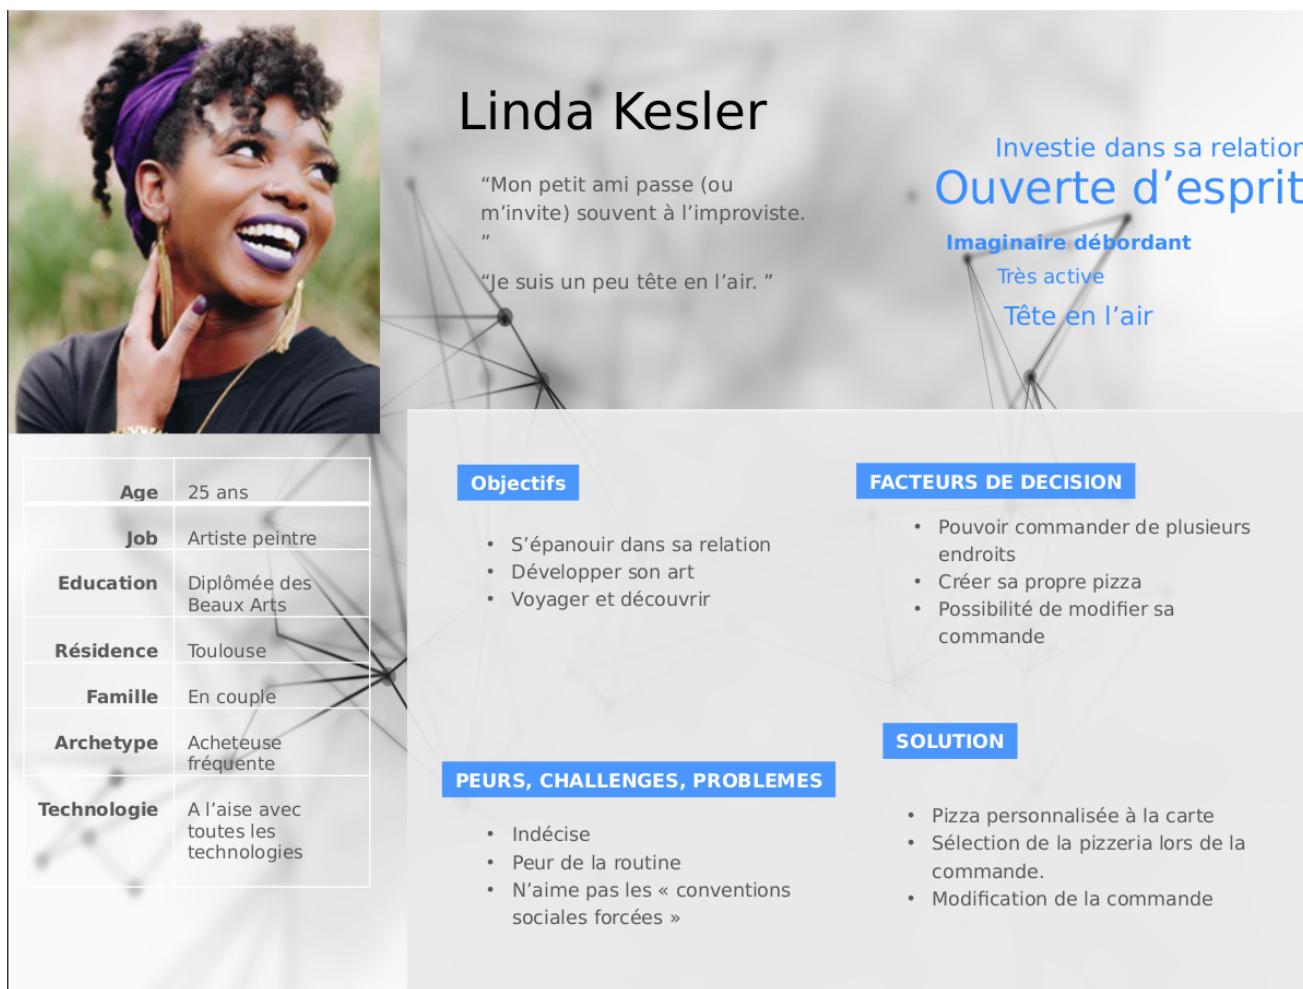 Linda Kesler
“Mon petit ami passe (ou
m’invite) souvent à l’improviste.
”
“Je suis un peu tête en l’air. ”
Investie dans sa relation
Ouverte d’esprit
Imaginaire débordant
Très active
Tête en l’air
Age 25 ans
Job Artiste peintre
Education Diplômée des
Beaux Arts
Résidence Toulouse
Famille En couple
Archetype Acheteuse
fréquente
Technologie A l’aise avec
toutes les
technologies
Objectifs
• S’épanouir dans sa relation
• Développer son art
• Voyager et découvrir
PEURS, CHALLENGES, PROBLEMES
• Indécise
• Peur de la routine
• N’aime pas les « conventions
sociales forcées »
FACTEURS DE DECISION
• Pouvoir commander de plusieurs
endroits
• Créer sa propre pizza
• Possibilité de modifier sa
commande
SOLUTION
• Pizza personnalisée à la carte
• Sélection de la pizzeria lors de la
commande.
• Modification de la commande